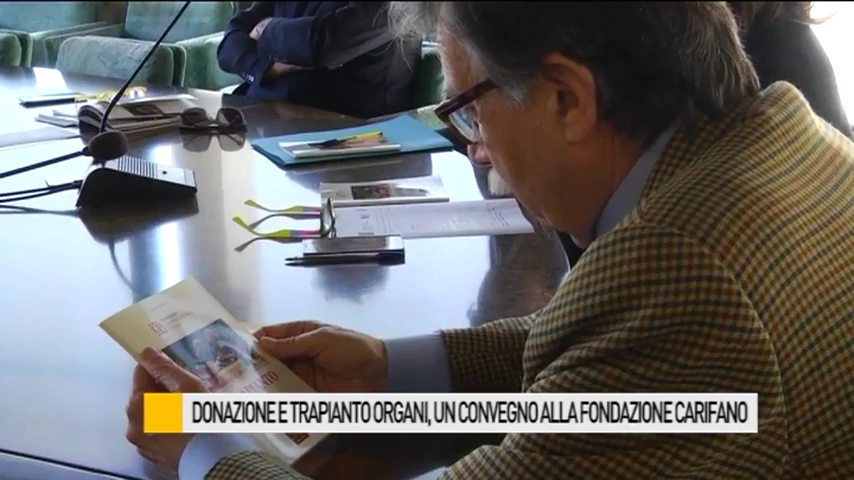 DONAZIONE E TRAPIANTO ORGANI, UN CONVEGNO ALLA FONDAZIONE CARIFANO